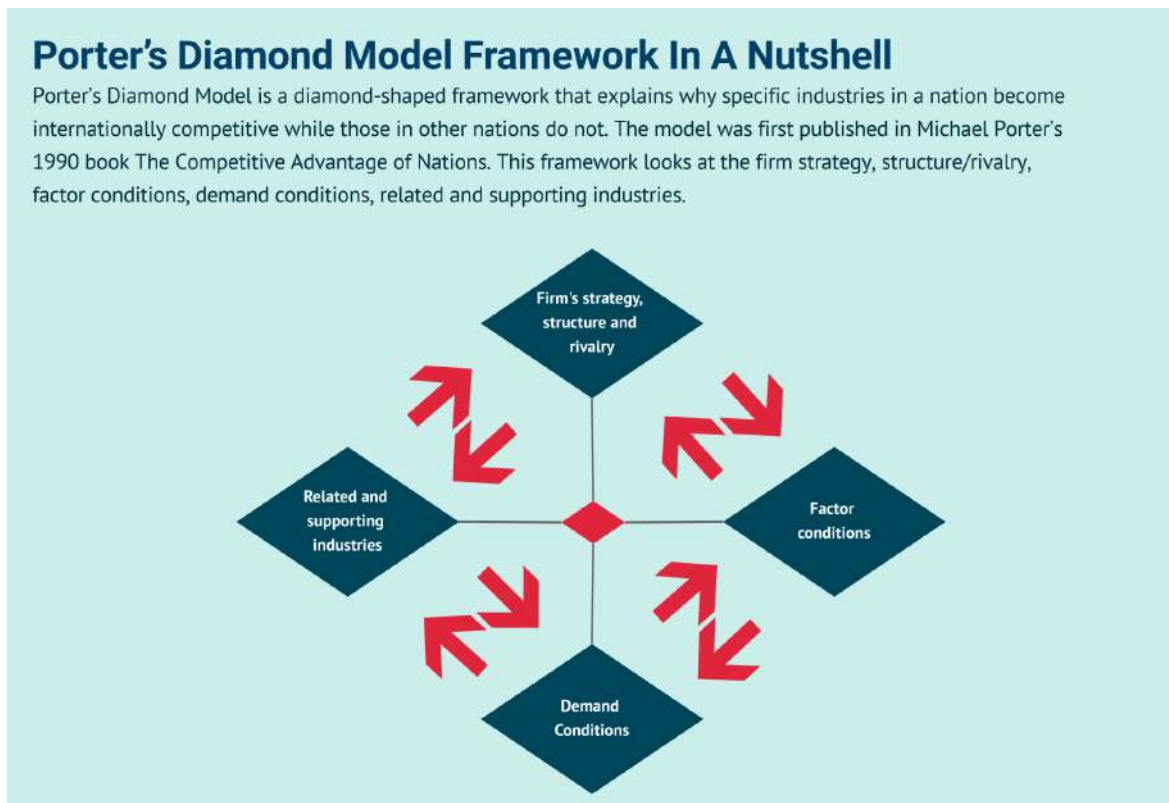 Porter's Diamond Model Framework In A Nutshell
Porter's Diamond Model is a diamond-shaped framework that explains why specific industries in a nation become
internationally competitive while those in other nations do not. The model was first published in Michael Porter's
1990 book The Competitive Advantage of Nations. This framework looks at the firm strategy, structure/rivalry,
factor conditions, demand conditions, related and supporting industries.
Firm's strategy,
structure and
rivalry
Related and
supporting
industries
Factor
conditions
Demand
Conditions